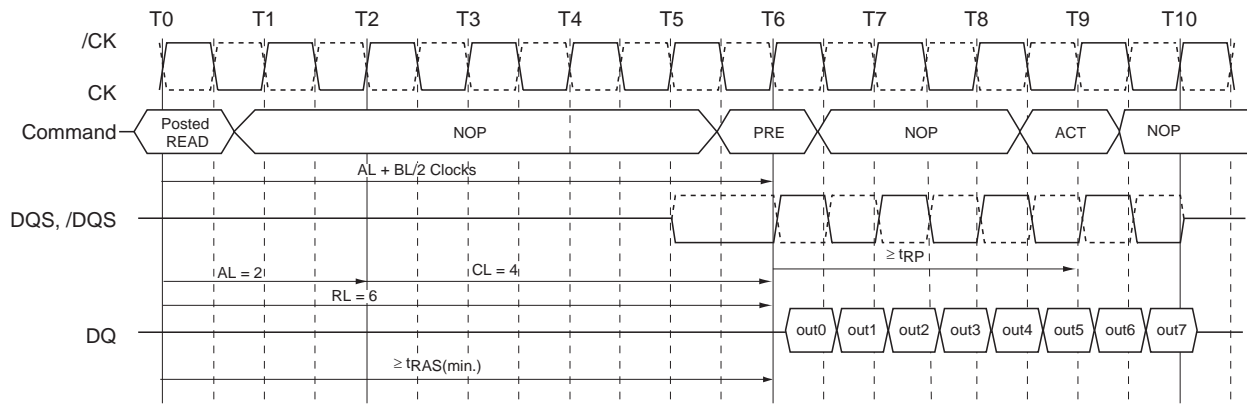 T0 T1 T2 T3 T4 T5 T6 T7 T8 T9 T10
/CK
CK
Command
Posted
READ
NOP
PRE
NOP
ACT
NOP
AL + BL/2 Clocks
DQS, /DQS
≥ tRP
AL = 2
CL = 4
RL = 6
DQ
out0 out1 out2 out3 out4 out5 out6 out7
≥ tRAS(min.)